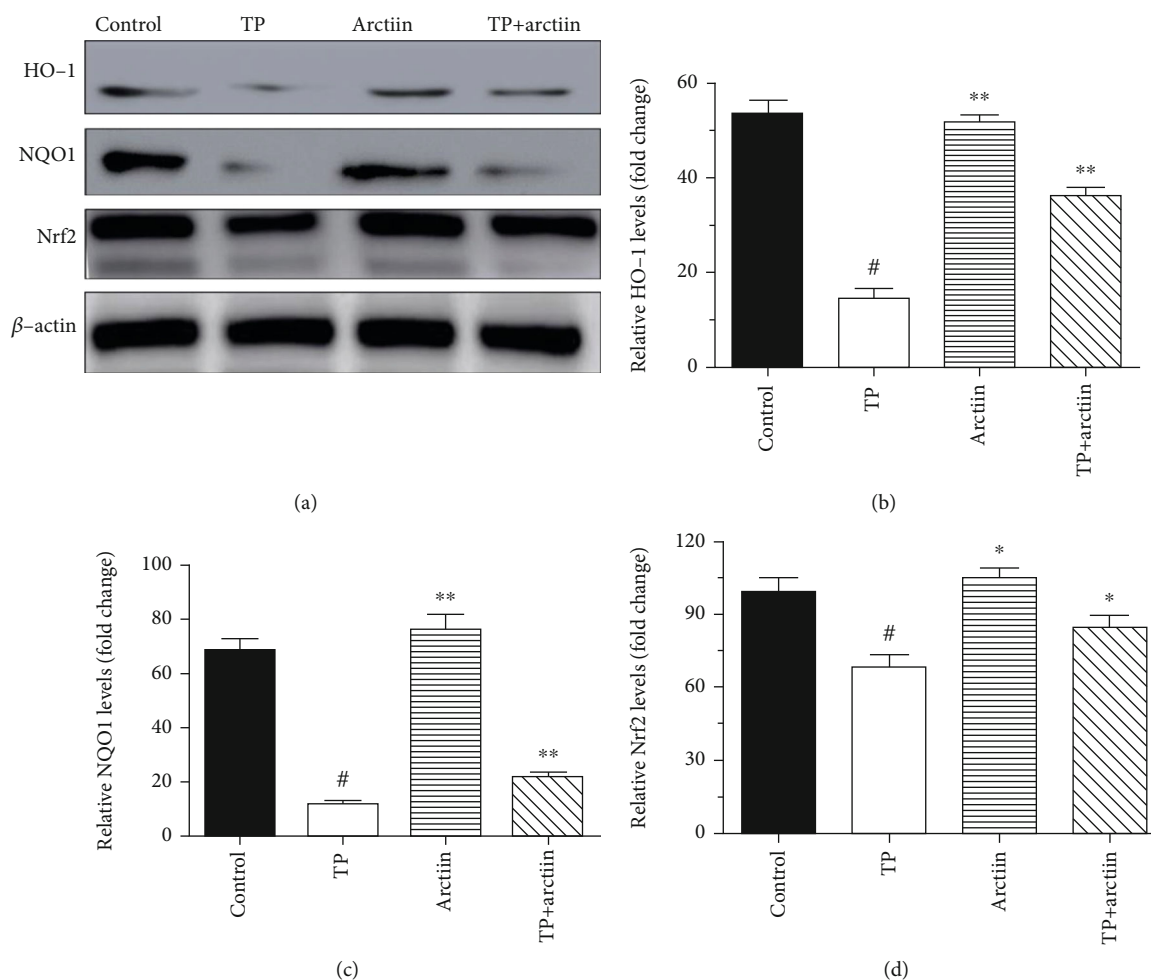 Control TP Arctiin TP+arctiin
HO–1
NQO1
Nrf2
β–actin
(a)
Relative HO–1 levels (fold change)
60
40
20
0
#
**
**
Control
TP
Arctiin
TP+arctiin
(b)
Relative NQO1 levels (fold change)
100
80
60
40
20
0
#
**
**
Control
TP
Arctiin
TP+arctiin
(c)
Relative Nrf2 levels (fold change)
120
90
60
30
0
#
*
*
Control
TP
Arctiin
TP+arctiin
(d)